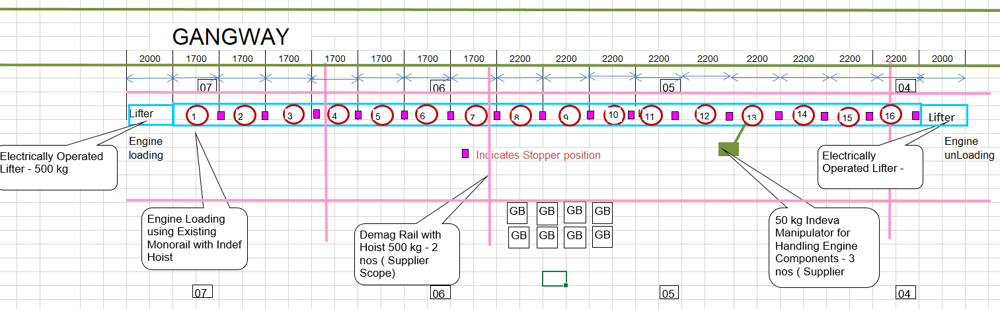 GANGWAY
2000 1700 1700 1700 1700 1700 1700 1700 2200 2200 2200 2200 2200 2200 2200 2200 2200 2000
07 06 05 04
Lifter 1 2 3 4 5 6 7 8 9 10 11 12 13 14 15 16 Lifter
Engine
loading
Engine
unLoading
Indicates Stopper position
Electrically Operated
Lifter - 500 kg
Electrically
Operated Lifter -
Engine Loading
using Existing
Monorail with Indef
Hoist
Demag Rail with
Hoist 500 kg - 2
nos ( Supplier
Scope)
GB GB GB GB
GB GB GB GB
50 kg Indeva
Manipulator for
Handling Engine
Components - 3
nos ( Supplier
07 06 05 04